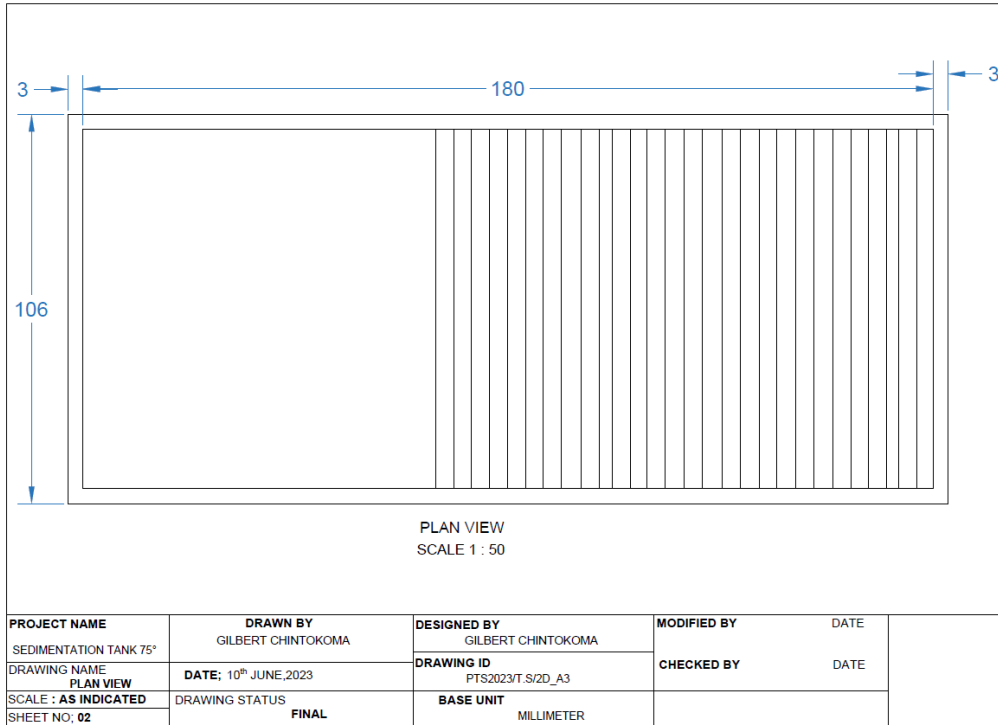 3
180
3
106
PLAN VIEW
SCALE 1 : 50
PROJECT NAME
SEDIMENTATION TANK 75°
DRAWN BY
GILBERT CHINTOKOMA
DESIGNED BY
GILBERT CHINTOKOMA
MODIFIED BY DATE
DRAWING NAME
PLAN VIEW
DATE; 10th JUNE,2023
DRAWING ID
PTS2023/T.S/2D_A3
CHECKED BY DATE
SCALE : AS INDICATED
SHEET NO; 02
DRAWING STATUS
FINAL
BASE UNIT
MILLIMETER